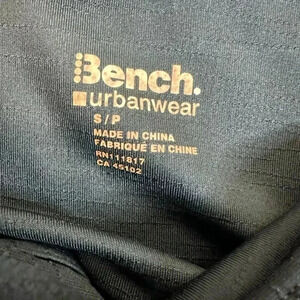 Bench.
urbanwear
S / P
MADE IN CHINA
FABRIQUÉ EN CHINE
RN111817
CA 45102